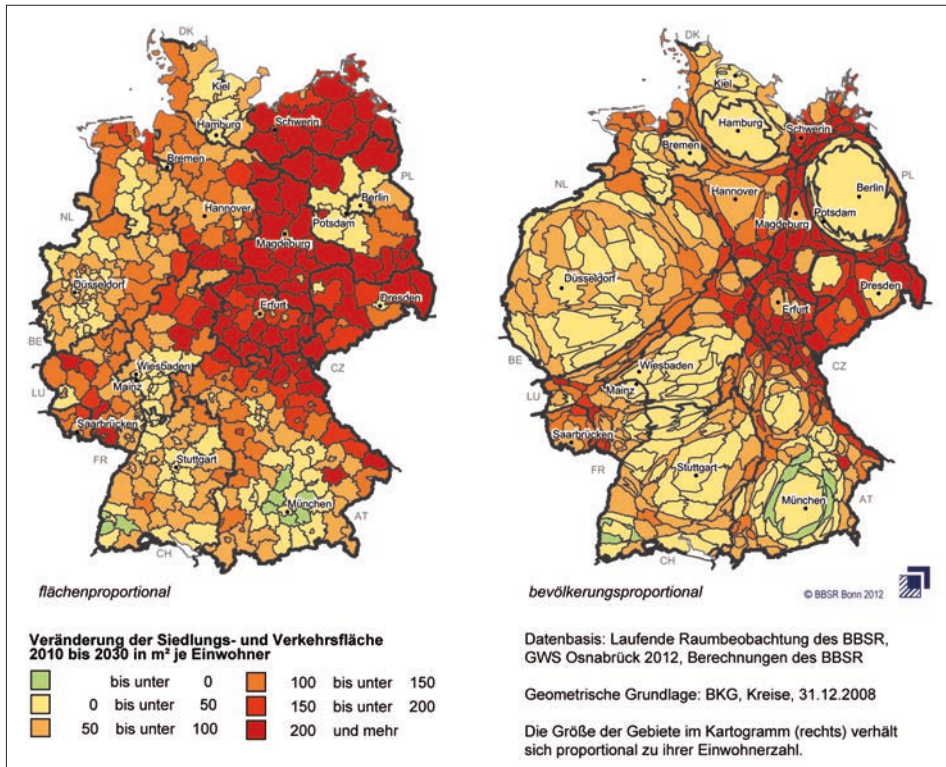 DK
Kiel
Hamburg
Schwerin
Bremen
PL
Berlin
NL
Hannover
Potsdam
Magdeburg
Düsseldorf
Erfurt
Dresden
BE
Wiesbaden
CZ
Mainz
LU
Saarbrücken
FR
Stuttgart
München
AT
CH
flächenproportional
DK
Kiel
Hamburg
Schwerin
Bremen
PL
NL
Berlin
Hannover
Magdeburg
Potsdam
Düsseldorf
Dresden
Erfurt
BE
Wiesbaden
CZ
LU
Mainz
Saarbrücken
FR
Stuttgart
München
AT
CH
bevölkerungsproportional
© BBSR Bonn 2012
Veränderung der Siedlungs- und Verkehrsfläche
2010 bis 2030 in m² je Einwohner
bis unter 0
0 bis unter 50
50 bis unter 100
100 bis unter 150
150 bis unter 200
200 und mehr
Datenbasis: Laufende Raumbeobachtung des BBSR,
GWS Osnabrück 2012, Berechnungen des BBSR
Geometrische Grundlage: BKG, Kreise, 31.12.2008
Die Größe der Gebiete im Kartogramm (rechts) verhält
sich proportional zu ihrer Einwohnerzahl.